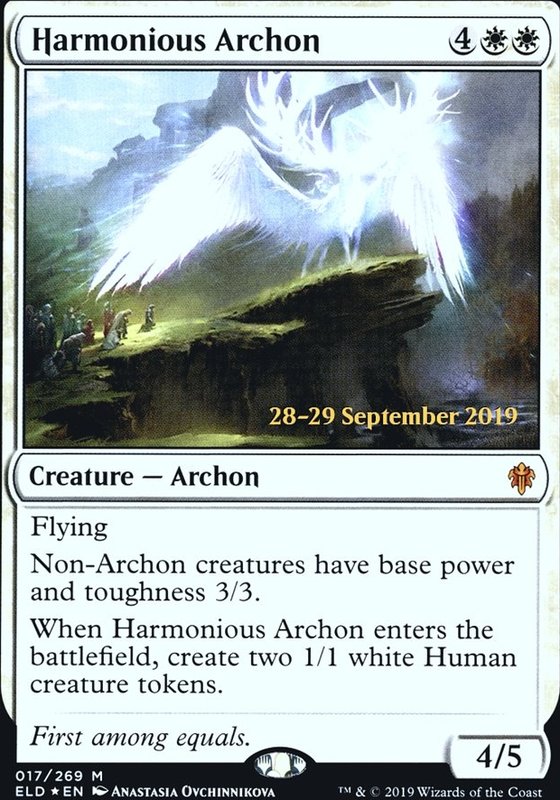 Harmonious Archon 4
28–29 September 2019
Creature — Archon
Flying
Non-Archon creatures have base power
and toughness 3/3.
When Harmonious Archon enters the
battlefield, create two 1/1 white Human
creature tokens.
First among equals.
4/5
017/269 M
ELD ★ EN Anastasia Ovchinnikova
™ & © 2019 Wizards of the Coast